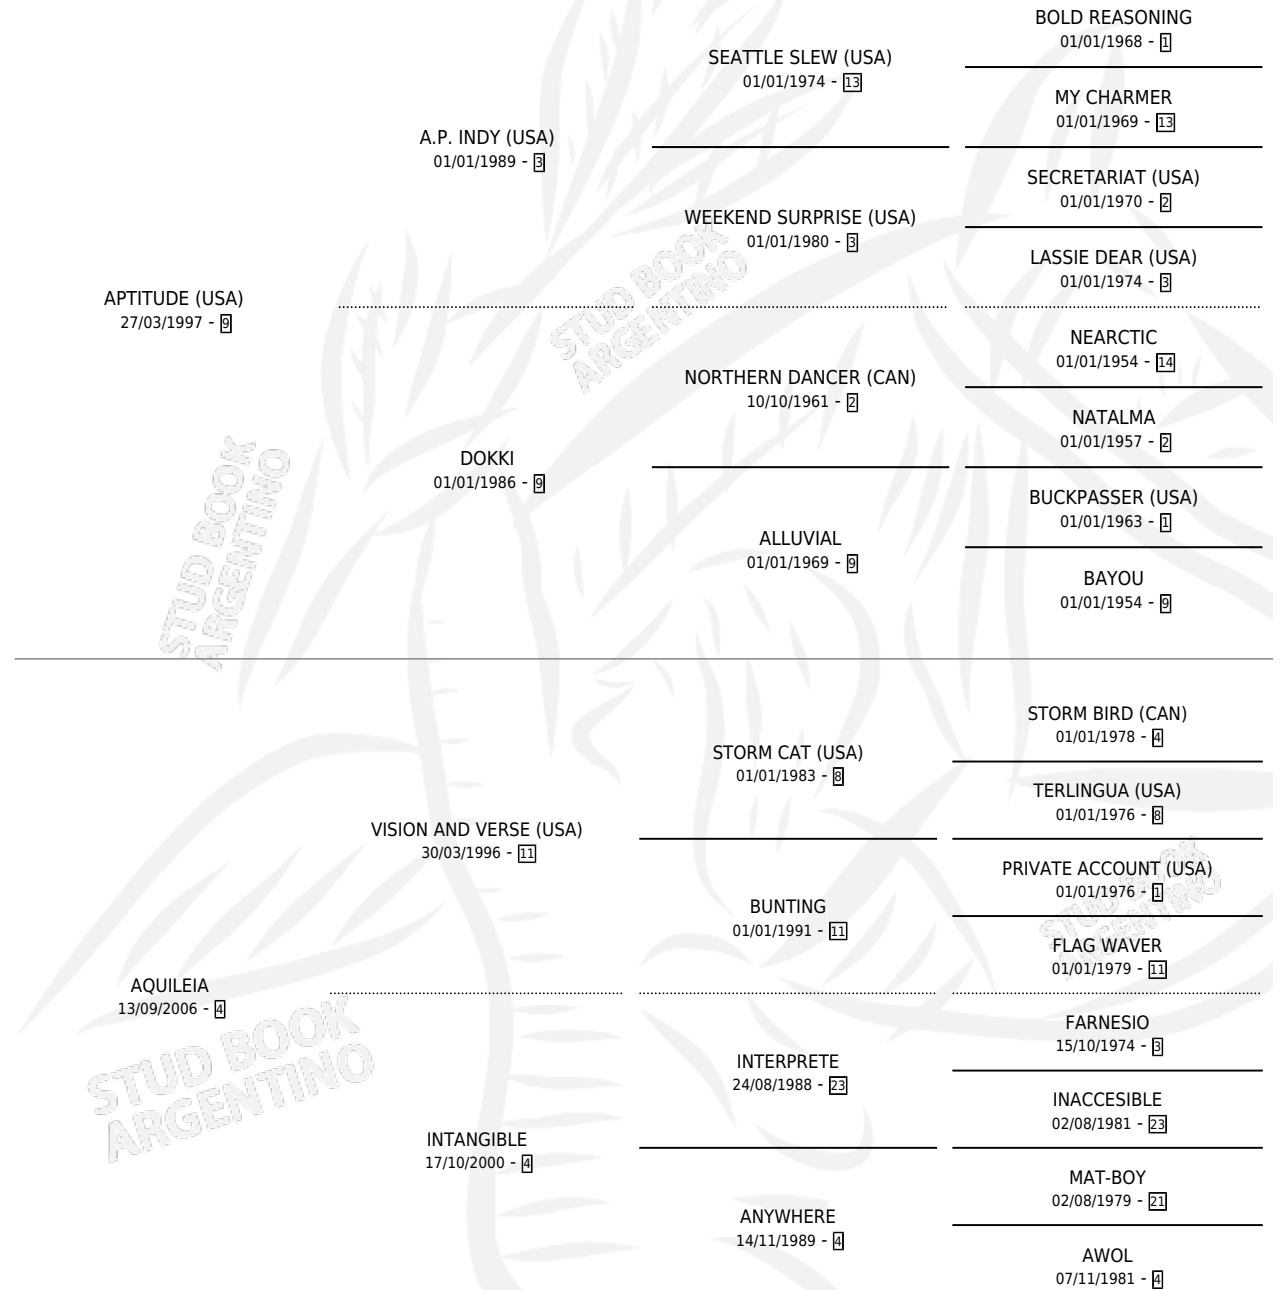 BOLD REASONING
01/01/1968 - 1
SEATTLE SLEW (USA)
01/01/1974 - 13
MY CHARMER
01/01/1969 - 13
A.P. INDY (USA)
01/01/1989 - 3
SECRETARIAT (USA)
01/01/1970 - 2
WEEKEND SURPRISE (USA)
01/01/1980 - 3
LASSIE DEAR (USA)
01/01/1974 - 3
APTITUDE (USA)
27/03/1997 - 9
NEARCTIC
01/01/1954 - 14
NORTHERN DANCER (CAN)
10/10/1961 - 2
NATALMA
01/01/1957 - 2
DOKKI
01/01/1986 - 9
BUCKPASSER (USA)
01/01/1963 - 1
ALLUVIAL
01/01/1969 - 9
BAYOU
01/01/1954 - 9
STORM BIRD (CAN)
01/01/1978 - 4
STORM CAT (USA)
01/01/1983 - 8
TERLINGUA (USA)
01/01/1976 - 8
VISION AND VERSE (USA)
30/03/1996 - 11
PRIVATE ACCOUNT (USA)
01/01/1976 - 1
BUNTING
01/01/1991 - 11
FLAG WAVER
01/01/1979 - 11
AQUILEIA
13/09/2006 - 4
FARNESIO
15/10/1974 - 3
INTERPRETE
24/08/1988 - 23
INACCESIBLE
02/08/1981 - 23
INTANGIBLE
17/10/2000 - 4
MAT-BOY
02/08/1979 - 21
ANYWHERE
14/11/1989 - 4
AWOL
07/11/1981 - 4
STUD BOOK
ARGENTINO
STUD BOOK
ARGENTINO
STUD BOOK
ARGENTINO
STUD BOOK
ARGENTINO